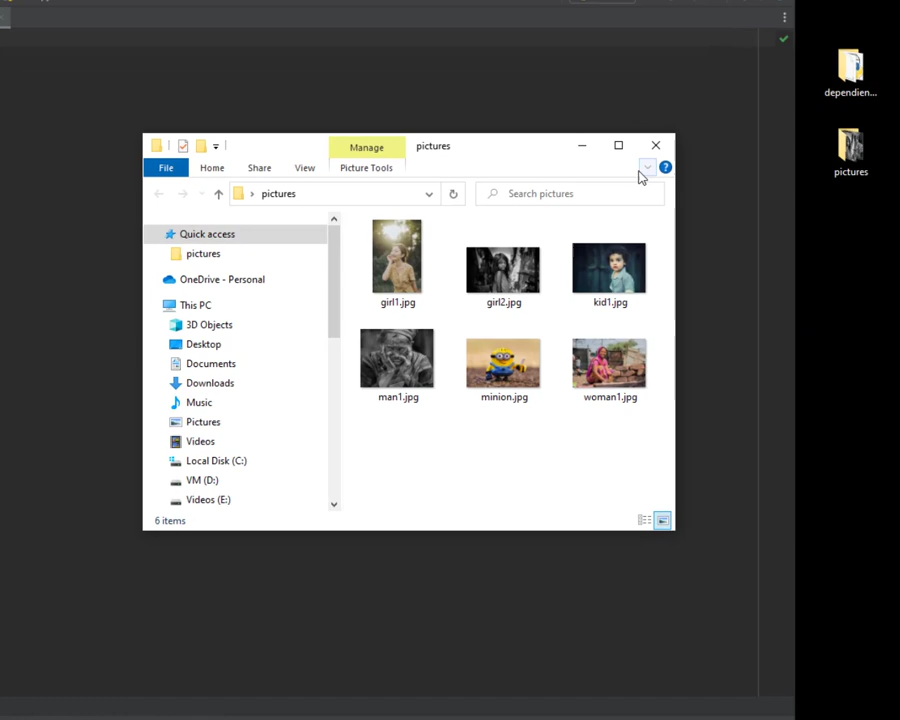 dependien...
pictures
Manage
pictures
File
Home
Share
View
Picture Tools
?
› pictures
Search pictures
Quick access
pictures
OneDrive - Personal
This PC
3D Objects
Desktop
Documents
Downloads
Music
Pictures
Videos
Local Disk (C:)
VM (D:)
Videos (E:)
girl1.jpg
girl2.jpg
kid1.jpg
man1.jpg
minion.jpg
woman1.jpg
6 items